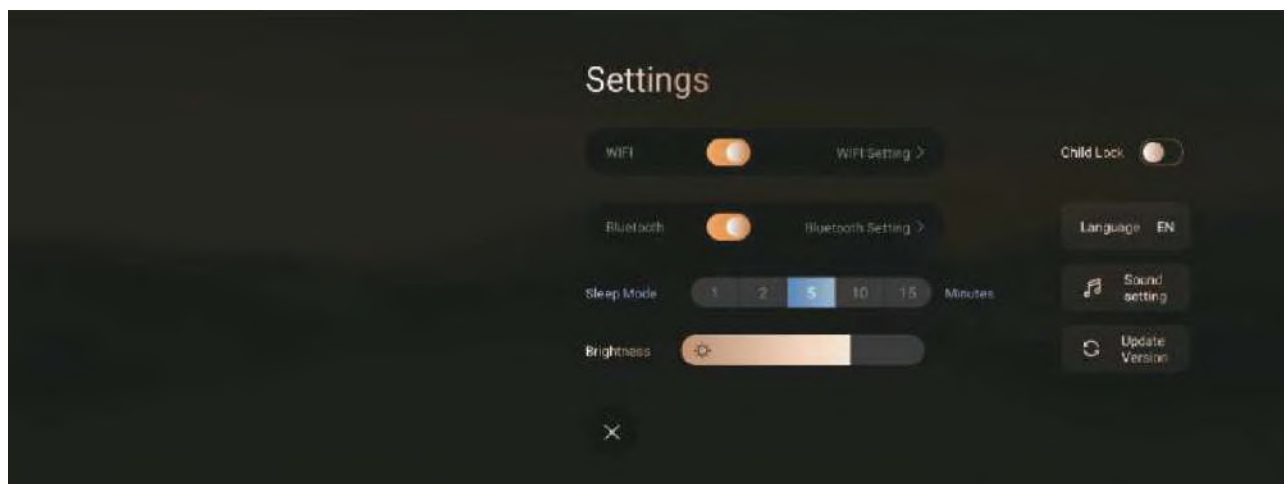 Settings
WIFI WIFI Setting >
Child Lock
Bluetooth Bluetooth Setting >
Language EN
Sleep Mode 1 2 5 10 15 Minutes
Sound
setting
Brightness
Update
Version